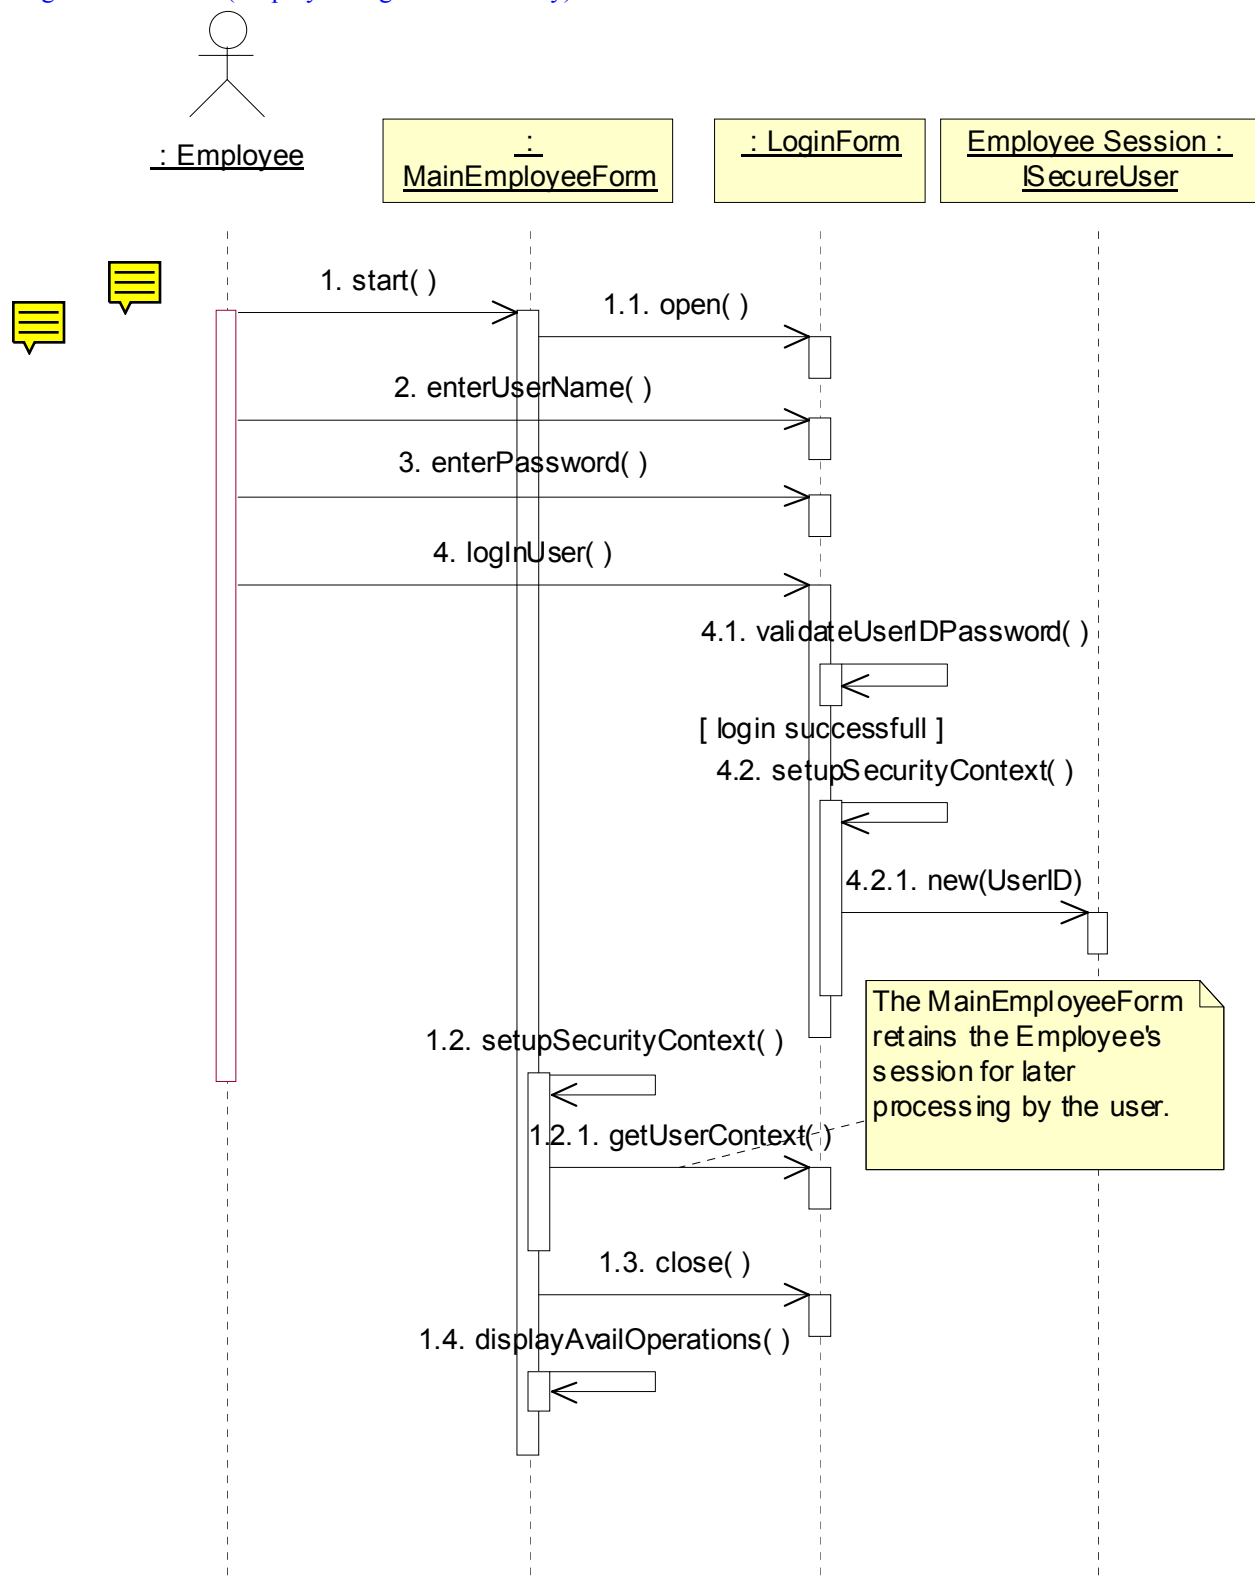 : Employee
:
MainEmployeeForm
: LoginForm
Employee Session :
ISecureUser
1. start( )
1.1. open( )
2. enterUserName( )
3. enterPassword( )
4. logInUser( )
4.1. validateUserIDPassword( )
[ login successfull ]
4.2. setupSecurityContext( )
4.2.1. new(UserID)
The MainEmployeeForm
retains the Employee's
session for later
processing by the user.
1.2. setupSecurityContext( )
1.2.1. getUserContext( )
1.3. close( )
1.4. displayAvailOperations( )